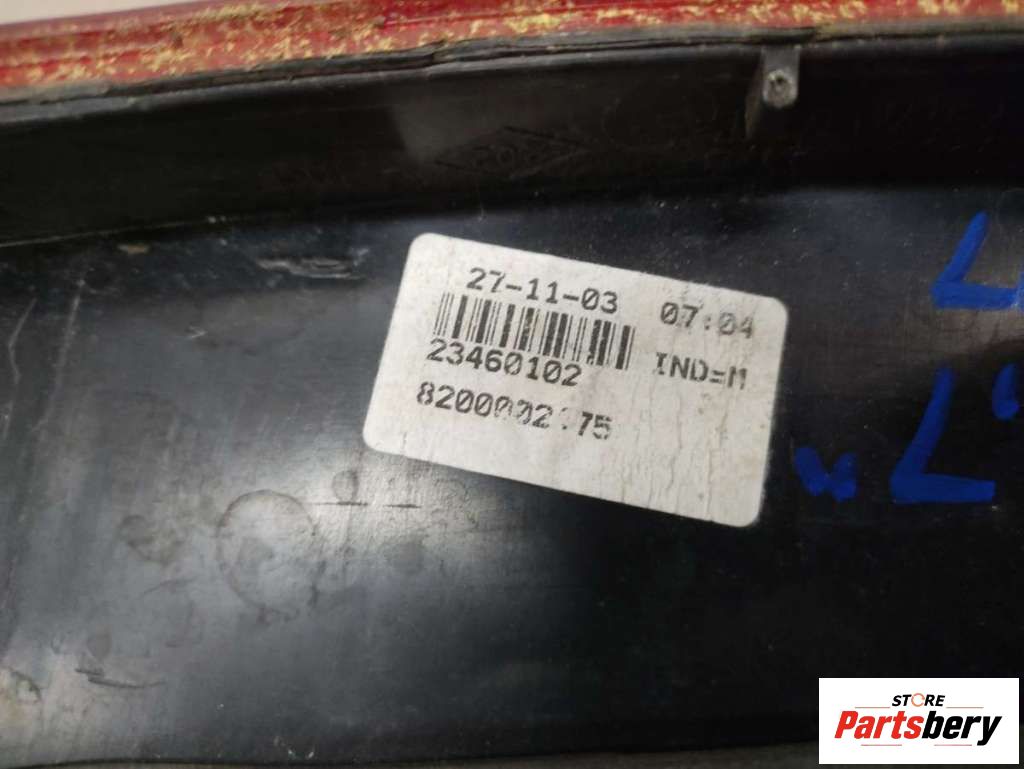 27-11-03 07:04
23460102 IND=M
L
"L"
STORE
Partsbery